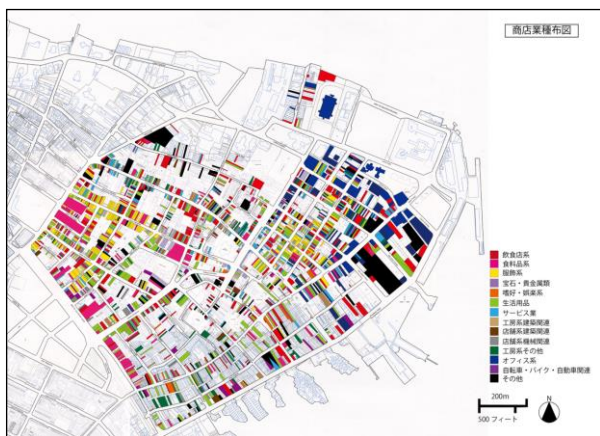 商店業種布図
飲食店系
食料品系
服飾系
宝石・貴金属類
嗜好・娯楽系
生活用品
サービス業
工房系建築関連
店舗系建築関連
店舗系機械関連
工房系その他
オフィス系
自転車・バイク・自動車関連
その他
200m
500 フィート
N